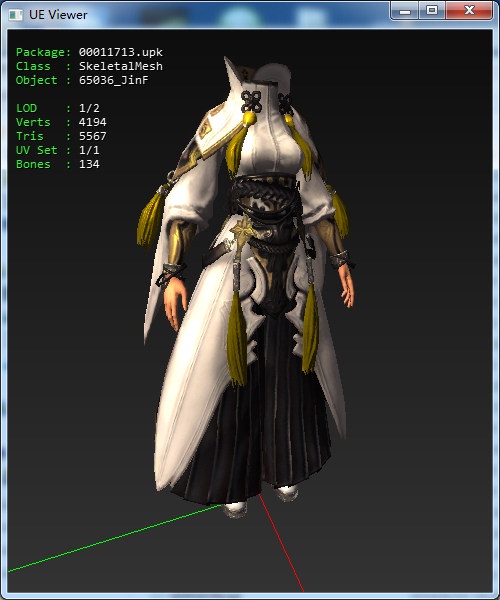 UE Viewer
Package: 00011713.upk
Class : SkeletalMesh
Object : 65036_JinF
LOD : 1/2
Verts : 4194
Tris : 5567
UV Set : 1/1
Bones : 134